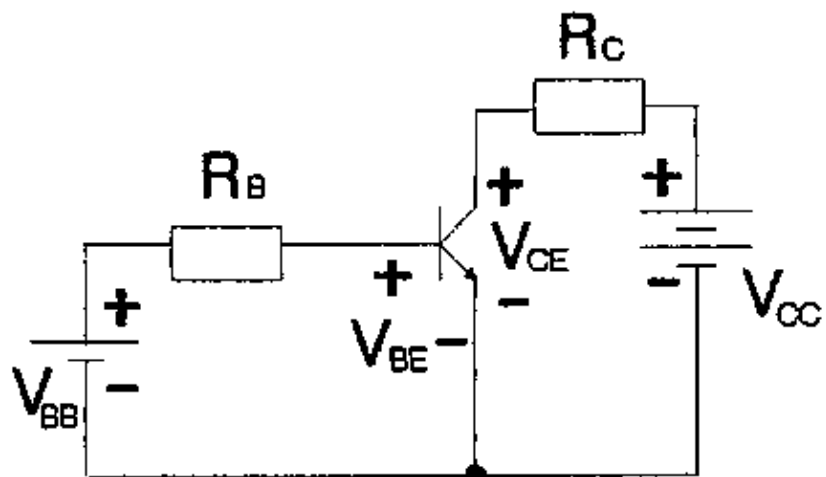 RC
RB
+
+
VCE
+
-
-
VCC
+
VBE
-
+
-
VBB
-